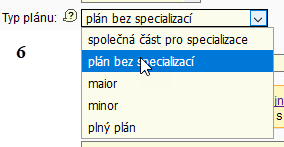 Typ plánu: plán bez specializací
společná část pro specializace
6 plán bez specializací
maior
minor
plný plán
s